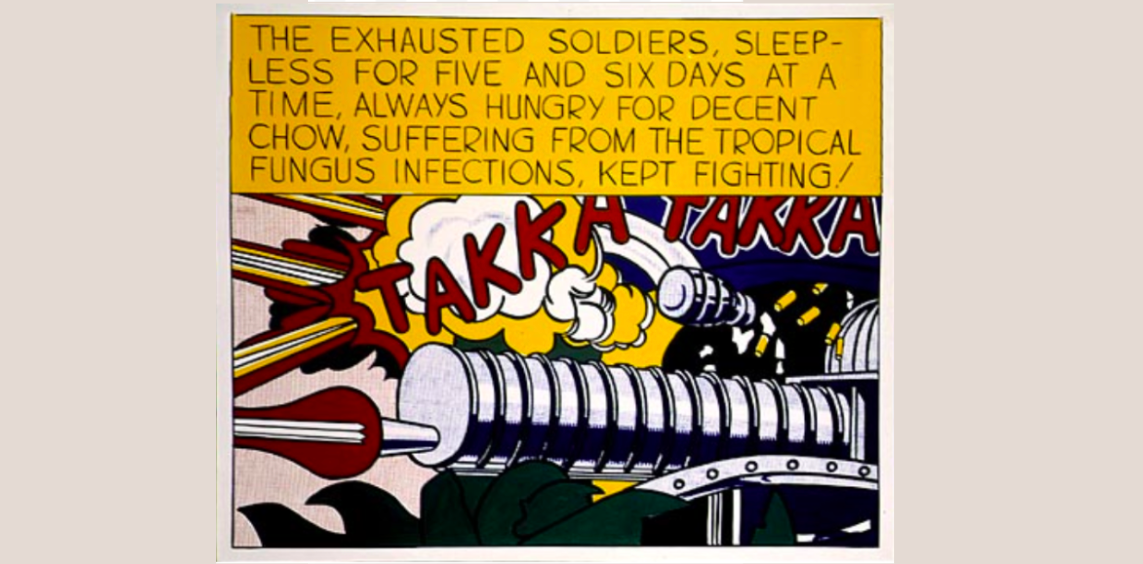 THE EXHAUSTED SOLDIERS, SLEEP-
LESS FOR FIVE AND SIX DAYS AT A
TIME, ALWAYS HUNGRY FOR DECENT
CHOW, SUFFERING FROM THE TROPICAL
FUNGUS INFECTIONS, KEPT FIGHTING!
TAKKA TAKKA